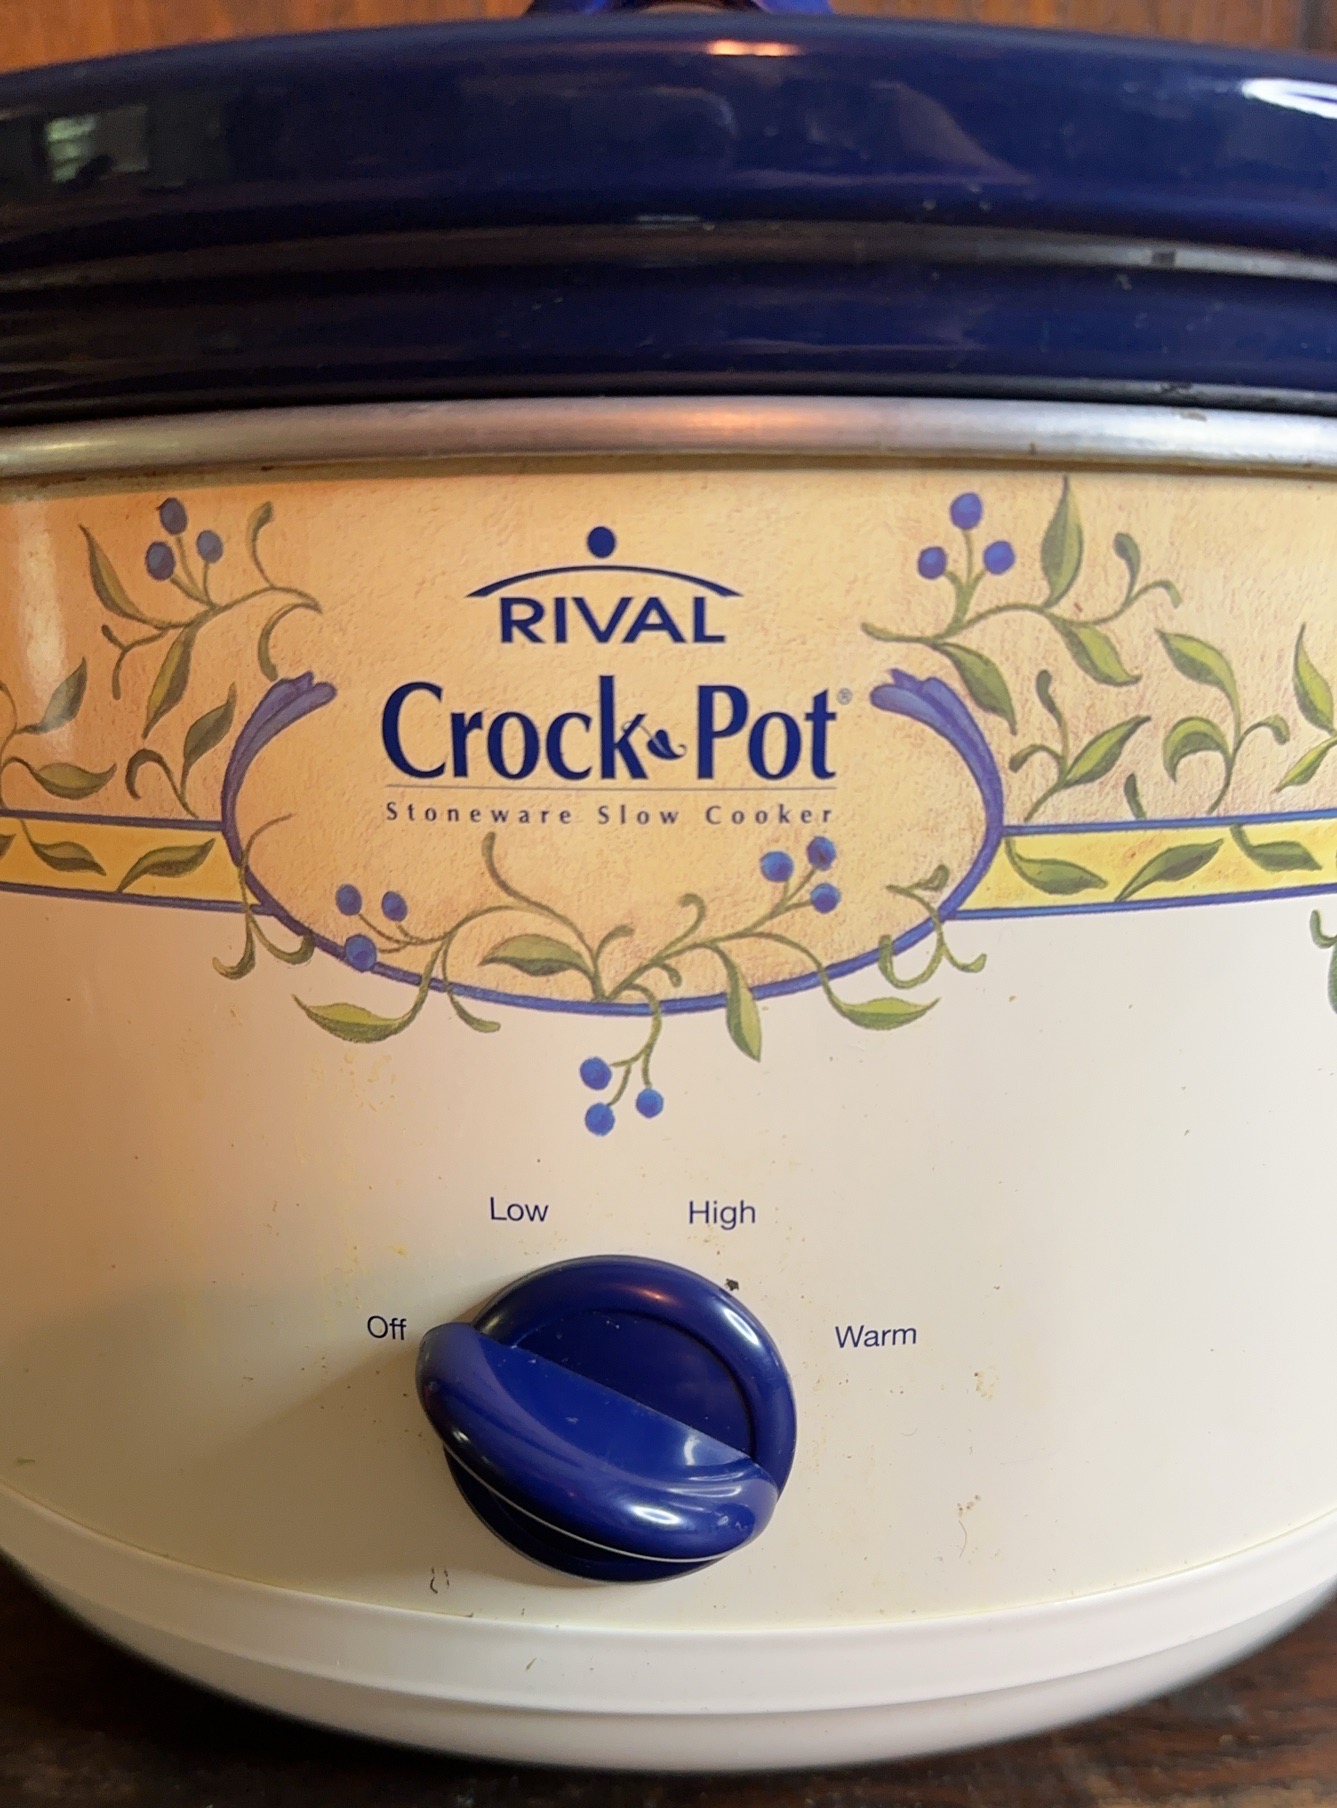 RIVAL
Crock Pot®
Stoneware Slow Cooker
Low High
Off Warm